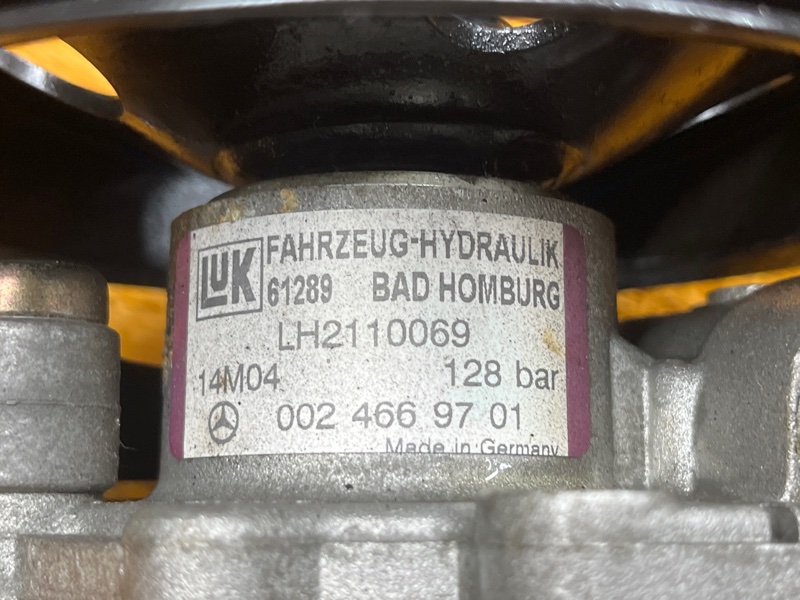 LuK FAHRZEUG-HYDRAULIK
61289 BAD HOMBURG
LH2110069
14M04 128 bar
002 466 97 01
Made in Germany